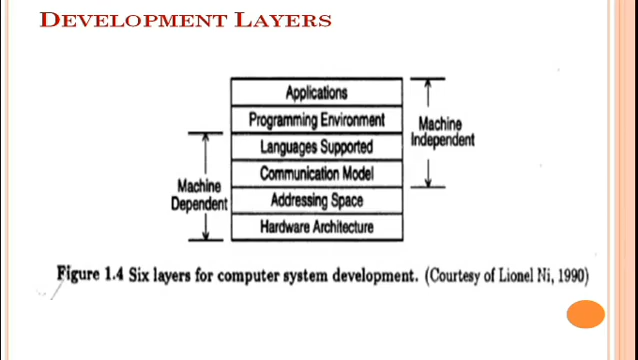 DEVELOPMENT LAYERS
Applications
Programming Environment
Languages Supported
Communication Model
Addressing Space
Hardware Architecture
Machine
Independent
Machine
Dependent
Figure 1.4 Six layers for computer system development. (Courtesy of Lionel Ni, 1990)